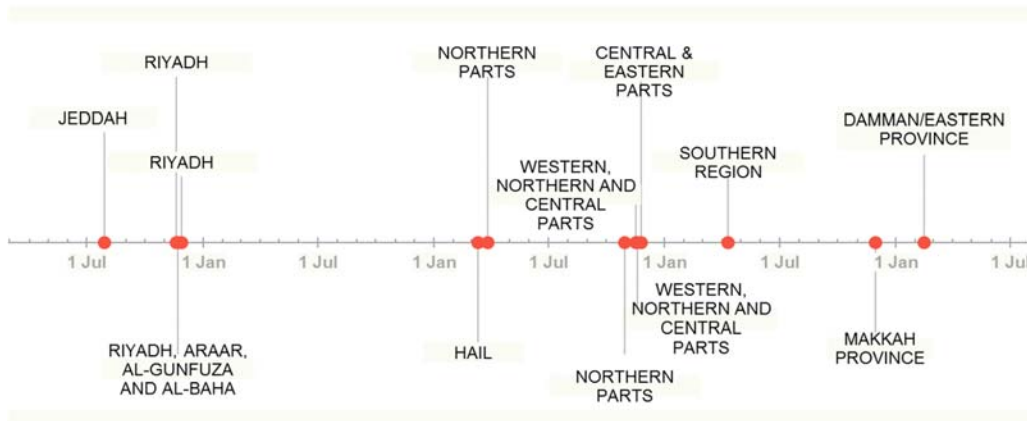 RIYADH
JEDDAH
RIYADH
NORTHERN
PARTS
CENTRAL &
EASTERN
PARTS
WESTERN,
NORTHERN AND
CENTRAL
PARTS
SOUTHERN
REGION
DAMMAN/EASTERN
PROVINCE
1 Jul
1 Jan
1 Jul
1 Jan
1 Jul
1 Jan
1 Jul
1 Jan
1 Jul
RIYADH, ARAAR,
AL-GUNFUZA
AND AL-BAHA
HAIL
NORTHERN
PARTS
WESTERN,
NORTHERN AND
CENTRAL
PARTS
MAKKAH
PROVINCE